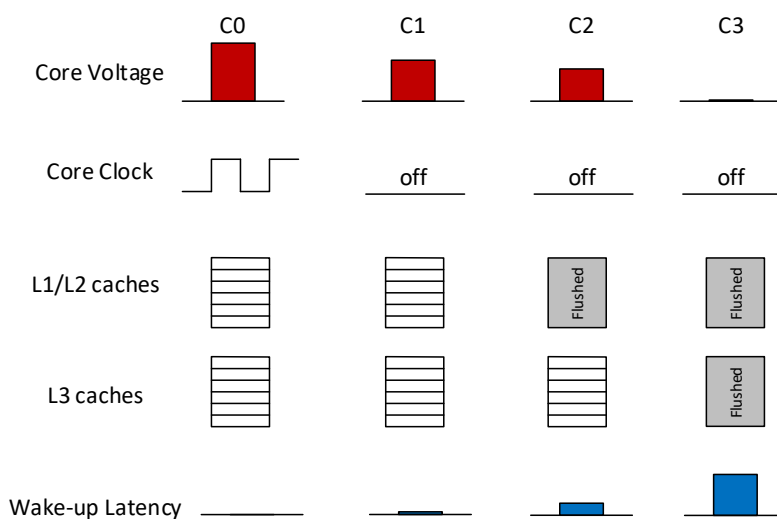 C0 C1 C2 C3
Core Voltage
Core Clock off off off
L1/L2 caches Flushed Flushed
L3 caches Flushed
Wake-up Latency